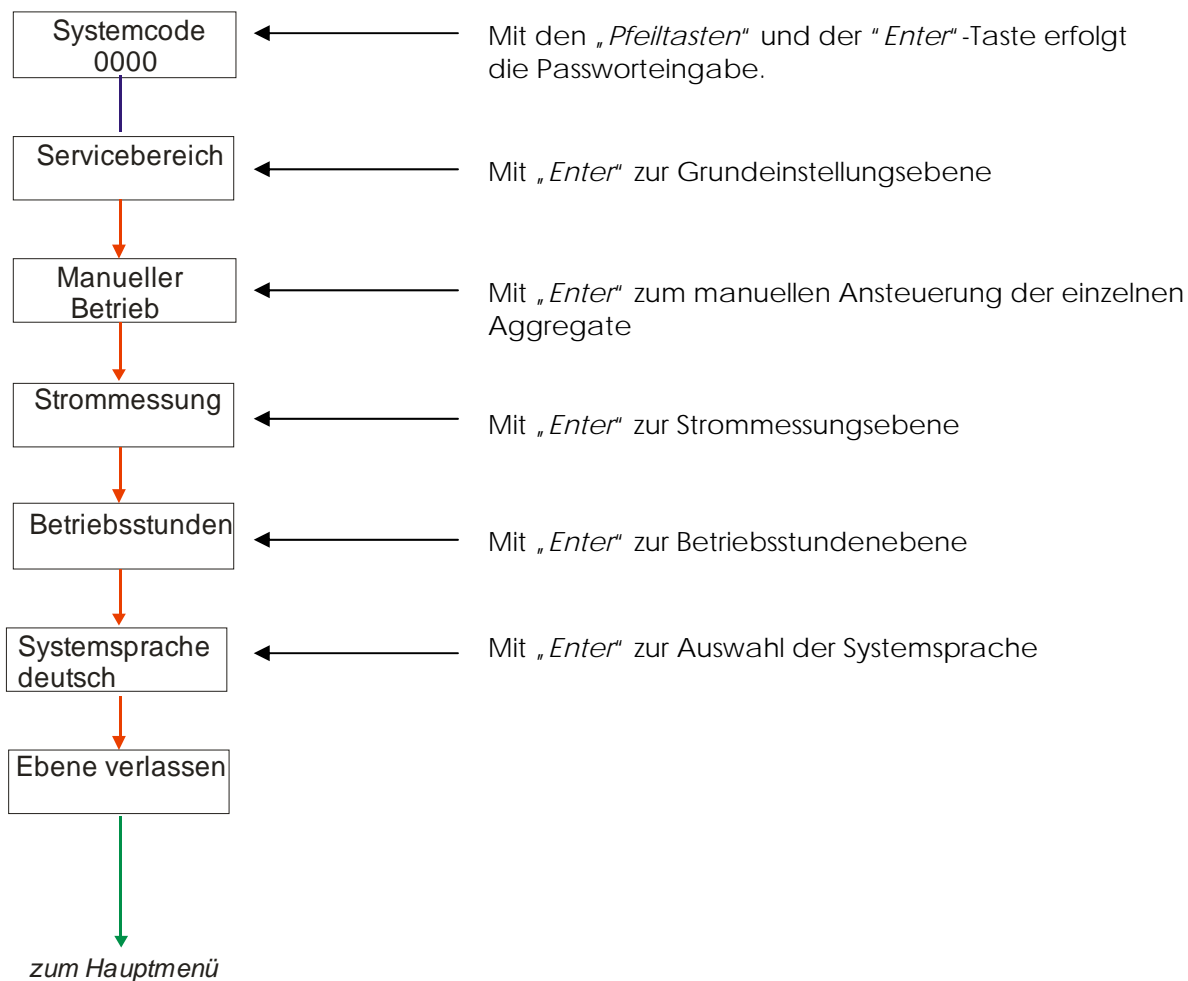 Systemcode
0000
Mit den „Pfeiltasten" und der "Enter"-Taste erfolgt
die Passworteingabe.
Servicebereich
Mit „Enter" zur Grundeinstellungsebene
Manueller
Betrieb
Mit „Enter" zum manuellen Ansteuerung der einzelnen
Aggregate
Strommessung
Mit „Enter" zur Strommessungsebene
Betriebsstunden
Mit „Enter" zur Betriebsstundenebene
Systemsprache
deutsch
Mit „Enter" zur Auswahl der Systemsprache
Ebene verlassen
zum Hauptmenü